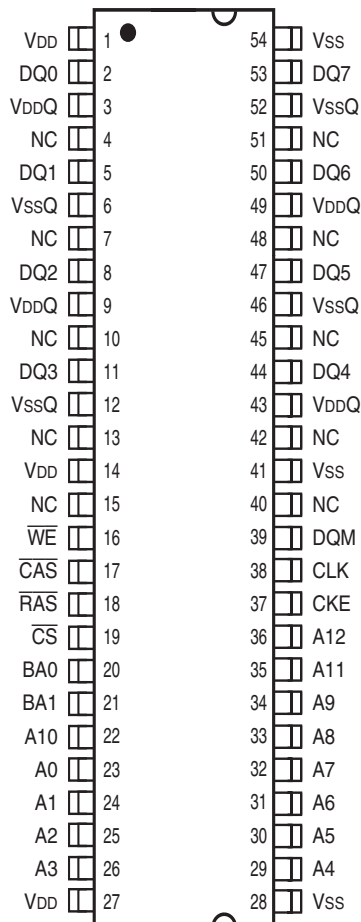 VDD 1 54 VSS
DQ0 2 53 DQ7
VDDQ 3 52 VSSQ
NC 4 51 NC
DQ1 5 50 DQ6
VSSQ 6 49 VDDQ
NC 7 48 NC
DQ2 8 47 DQ5
VDDQ 9 46 VSSQ
NC 10 45 NC
DQ3 11 44 DQ4
VSSQ 12 43 VDDQ
NC 13 42 NC
VDD 14 41 VSS
NC 15 40 NC
W̅E̅ 16 39 DQM
C̅A̅S̅ 17 38 CLK
R̅A̅S̅ 18 37 CKE
C̅S̅ 19 36 A12
BA0 20 35 A11
BA1 21 34 A9
A10 22 33 A8
A0 23 32 A7
A1 24 31 A6
A2 25 30 A5
A3 26 29 A4
VDD 27 28 VSS